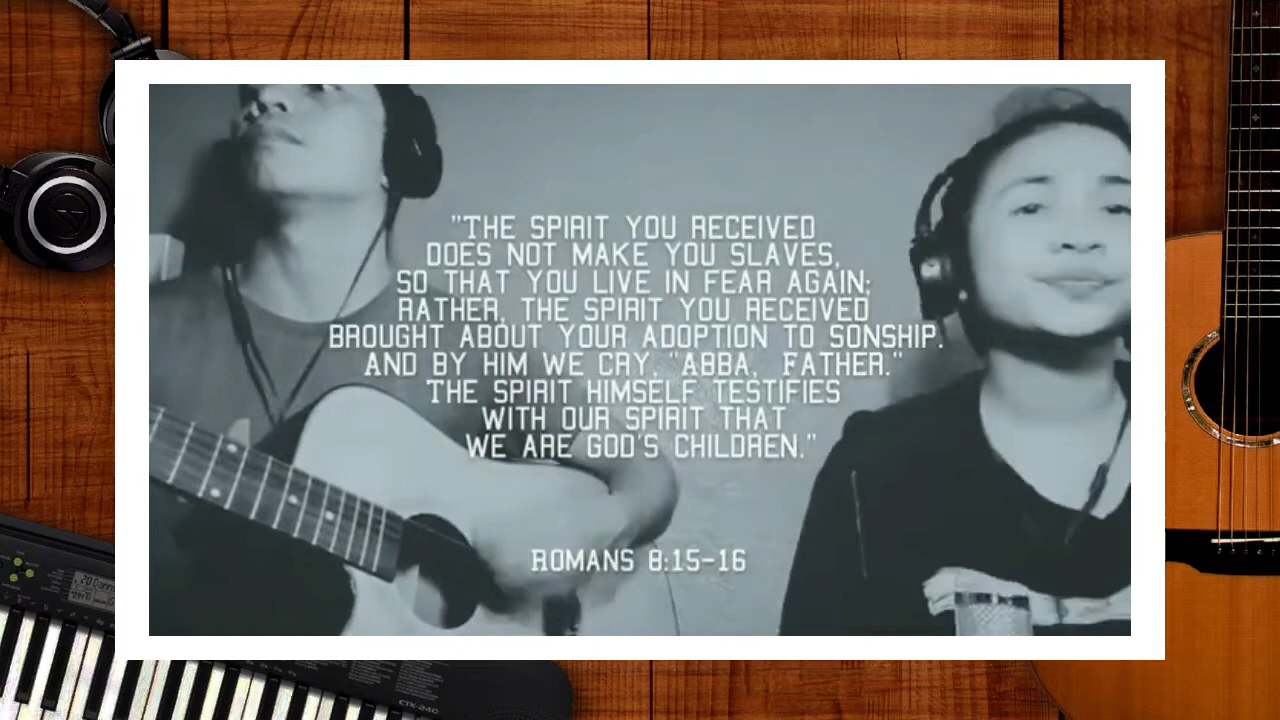 "THE SPIRIT YOU RECEIVED
DOES NOT MAKE YOU SLAVES,
SO THAT YOU LIVE IN FEAR AGAIN;
RATHER, THE SPIRIT YOU RECEIVED
BROUGHT ABOUT YOUR ADOPTION TO SONSHIP.
AND BY HIM WE CRY, "ABBA, FATHER."
THE SPIRIT HIMSELF TESTIFIES
WITH OUR SPIRIT THAT
WE ARE GOD'S CHILDREN."
ROMANS 8:15-16
CTK-240